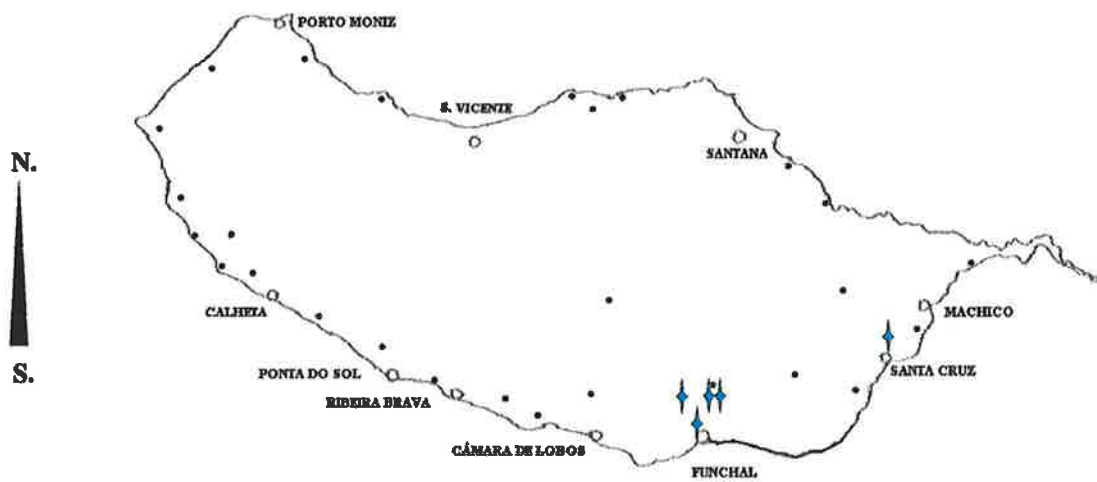 PORTO MONIZ
S. VICENTE
SANTANA
N.
S.
CALHETA
MACHICO
PONTA DO SOL
SANTA CRUZ
RIBEIRA BRAVA
CÂMARA DE LOBOS
FUNCHAL